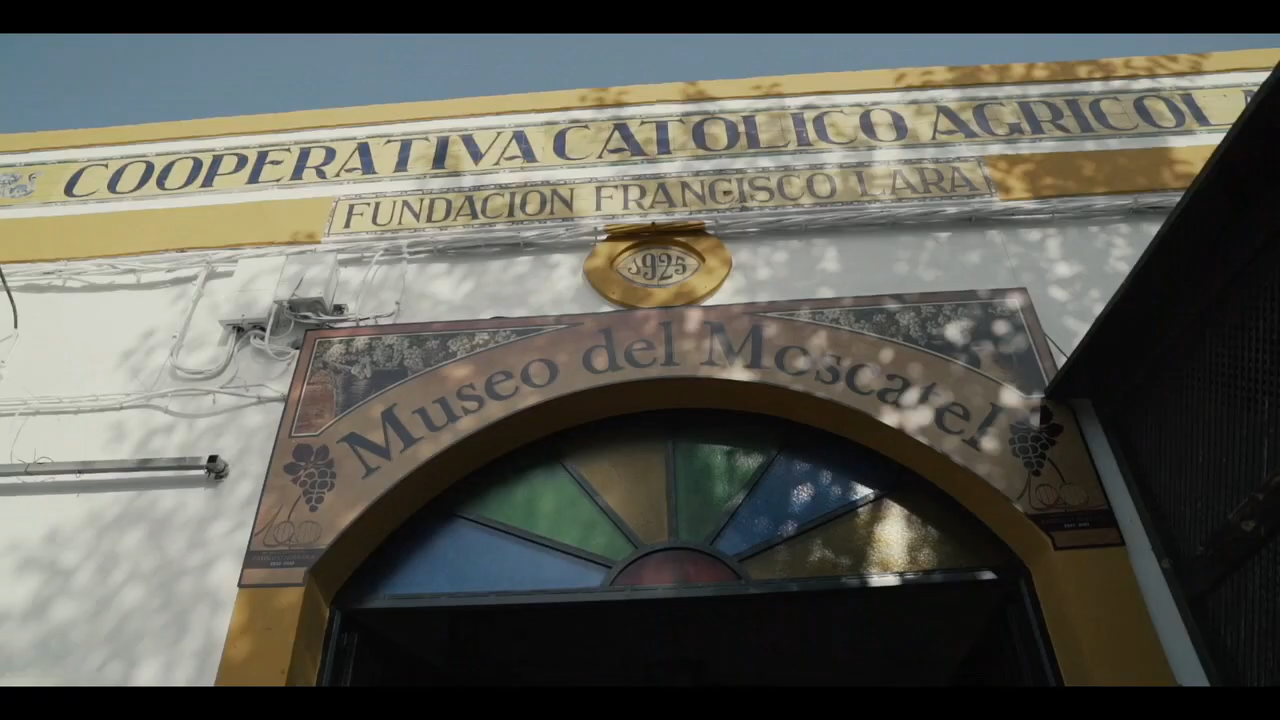 COOPERATIVA CATOLICO AGRICOL
FUNDACION FRANCISCO LARA
1925
Museo del Moscatel